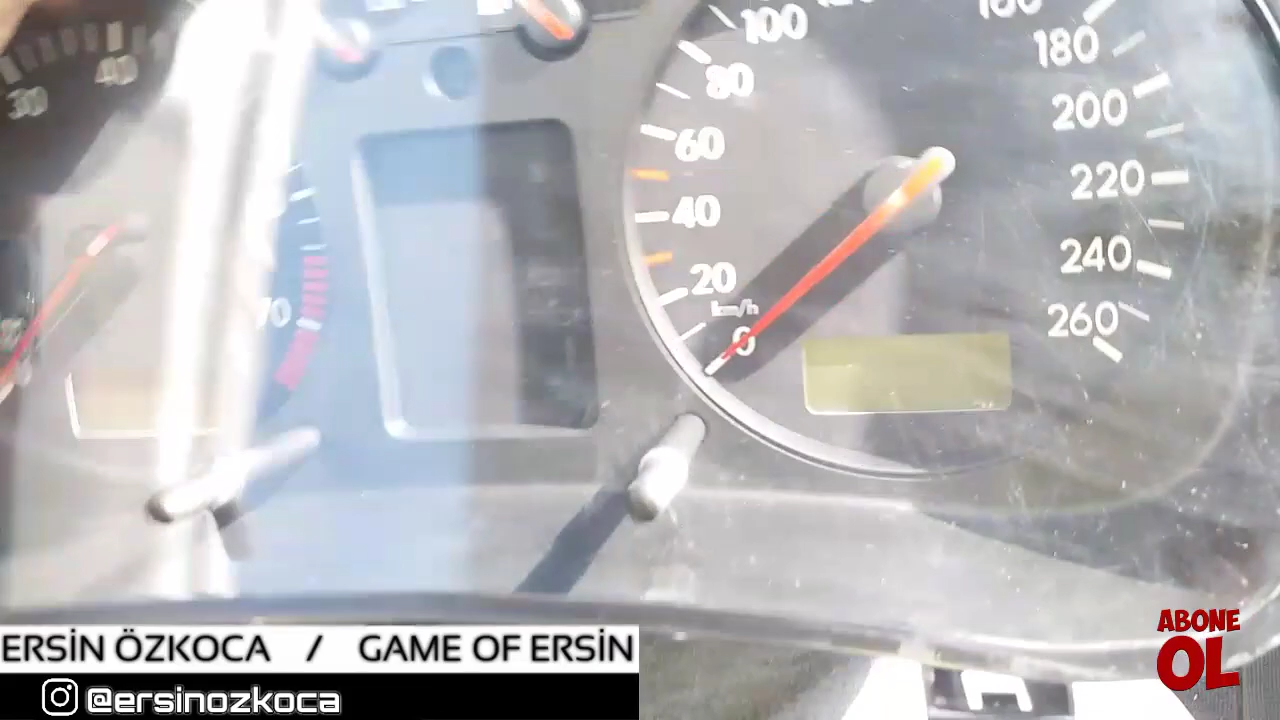 30
40
70
100
80
60
40
20
km/h
0
180
200
220
240
260
ERSİN ÖZKOCA / GAME OF ERSİN
@ersinozkoca
ABONE
OL